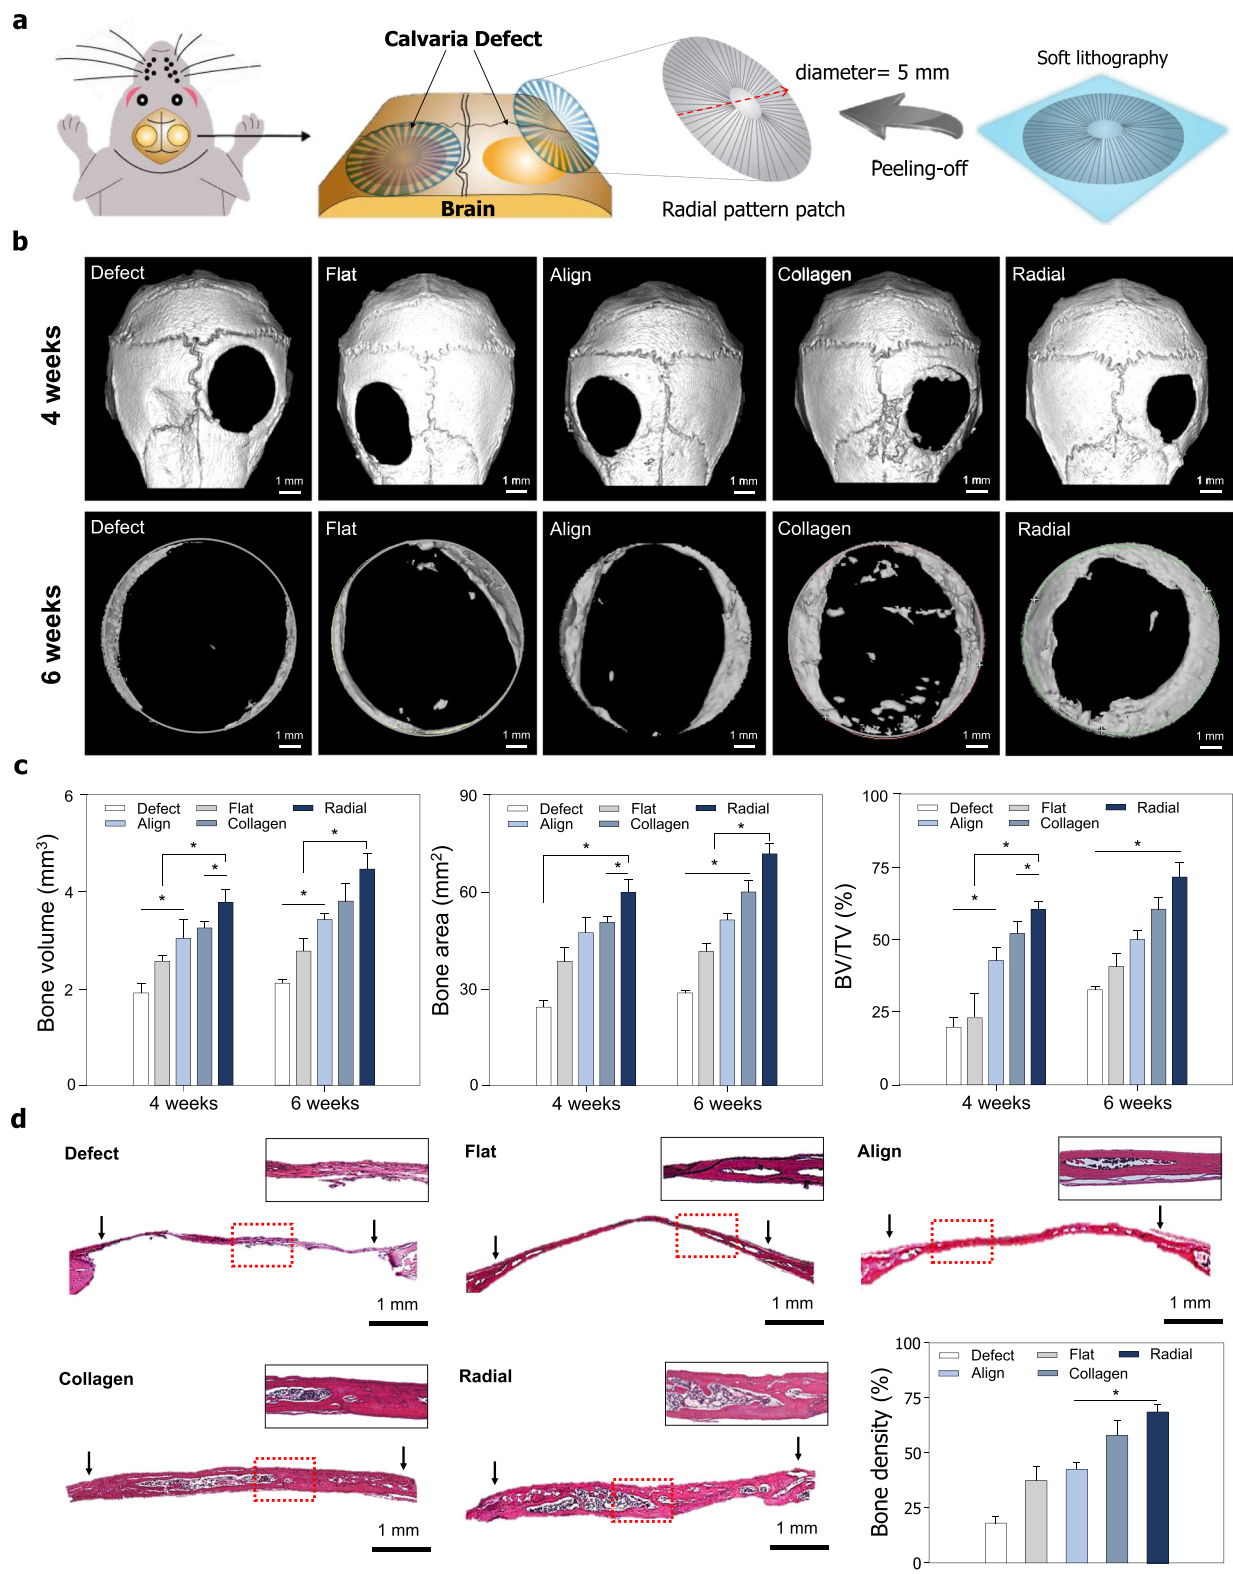 a
Calvaria Defect
Brain
diameter= 5 mm
Radial pattern patch
Peeling-off
Soft lithography
b
4 weeks
Defect
1 mm
Flat
1 mm
Align
1 mm
Collagen
1 mm
Radial
1 mm
6 weeks
Defect
1 mm
Flat
1 mm
Align
1 mm
Collagen
1 mm
Radial
1 mm
c
Bone volume (mm³)
6
4
2
0
Defect
Flat
Radial
Align
Collagen
*
*
*
*
*
4 weeks
6 weeks
Bone area (mm²)
90
60
30
0
Defect
Flat
Radial
Align
Collagen
*
*
*
*
4 weeks
6 weeks
BV/TV (%)
100
75
50
25
0
Defect
Flat
Radial
Align
Collagen
*
*
*
*
4 weeks
6 weeks
d
Defect
1 mm
Flat
1 mm
Align
1 mm
Collagen
1 mm
Radial
1 mm
Bone density (%)
100
75
50
25
0
Defect
Flat
Radial
Align
Collagen
*